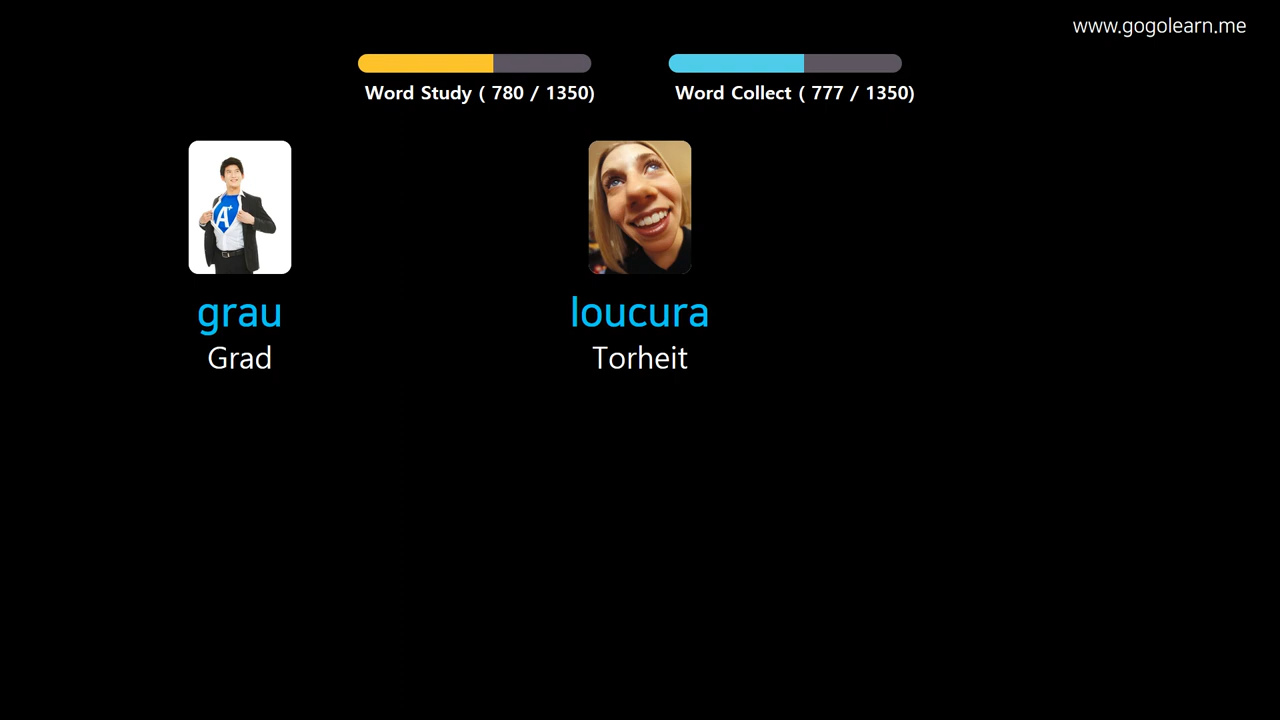 www.gogolearn.me
Word Study ( 780 / 1350)
Word Collect ( 777 / 1350)
A+
grau
loucura
Grad
Torheit